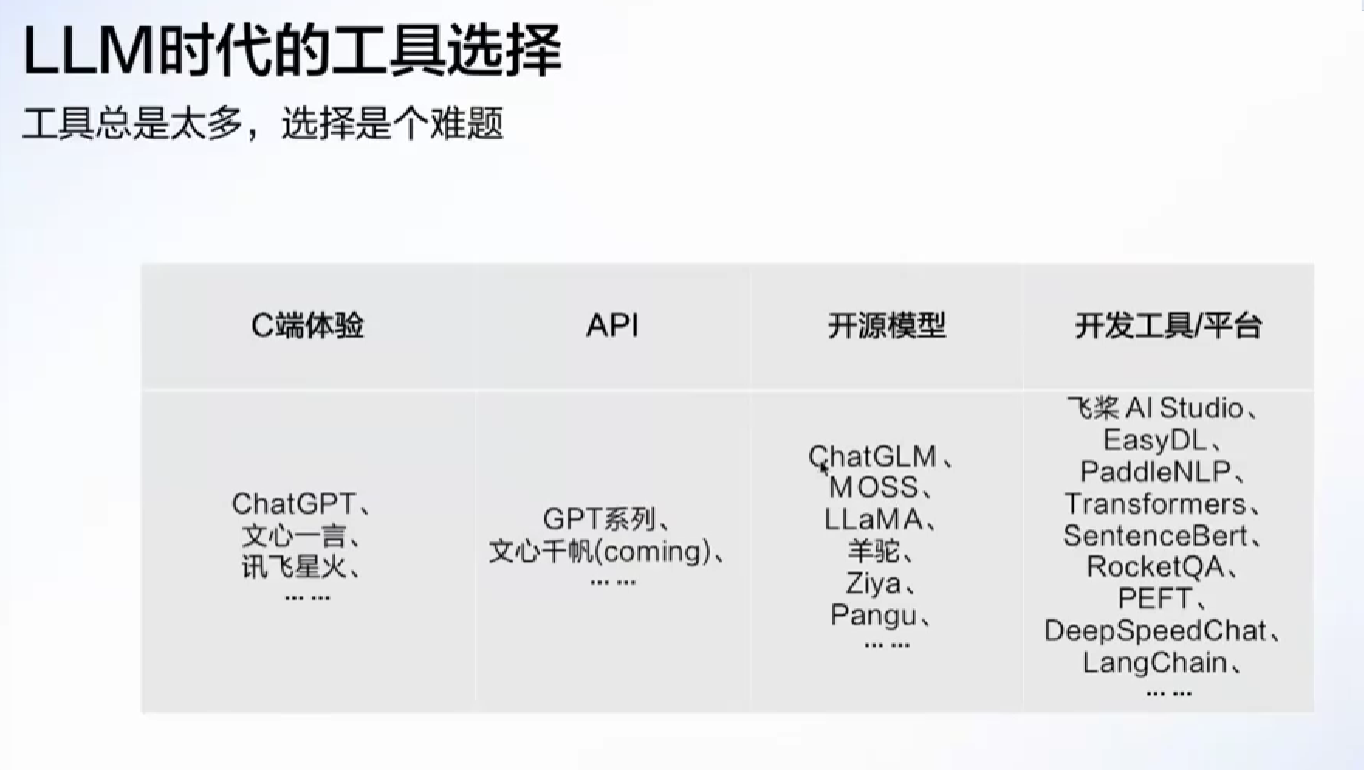 LLM时代的工具选择
工具总是太多，选择是个难题
C端体验
API
开源模型
开发工具/平台
ChatGPT、
文心一言、
讯飞星火、
... ...
GPT系列、
文心千帆(coming)、
... ...
ChatGLM、
MOSS、
LLaMA、
羊驼、
Ziya、
Pangu、
... ...
飞桨 AI Studio、
EasyDL、
PaddleNLP、
Transformers、
SentenceBert、
RocketQA、
PEFT、
DeepSpeedChat、
LangChain、
... ...